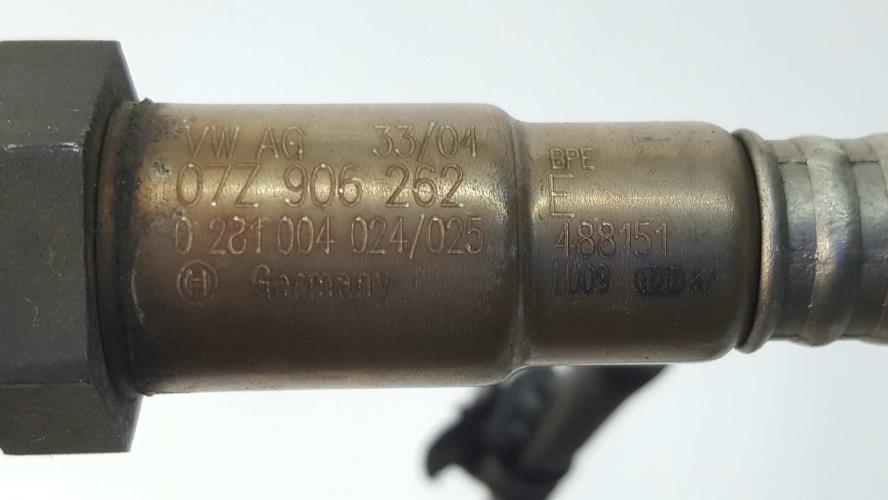 VW AG 33/04
07Z 906 262
0 281 004 024/025
Germany
BPE
E
488151